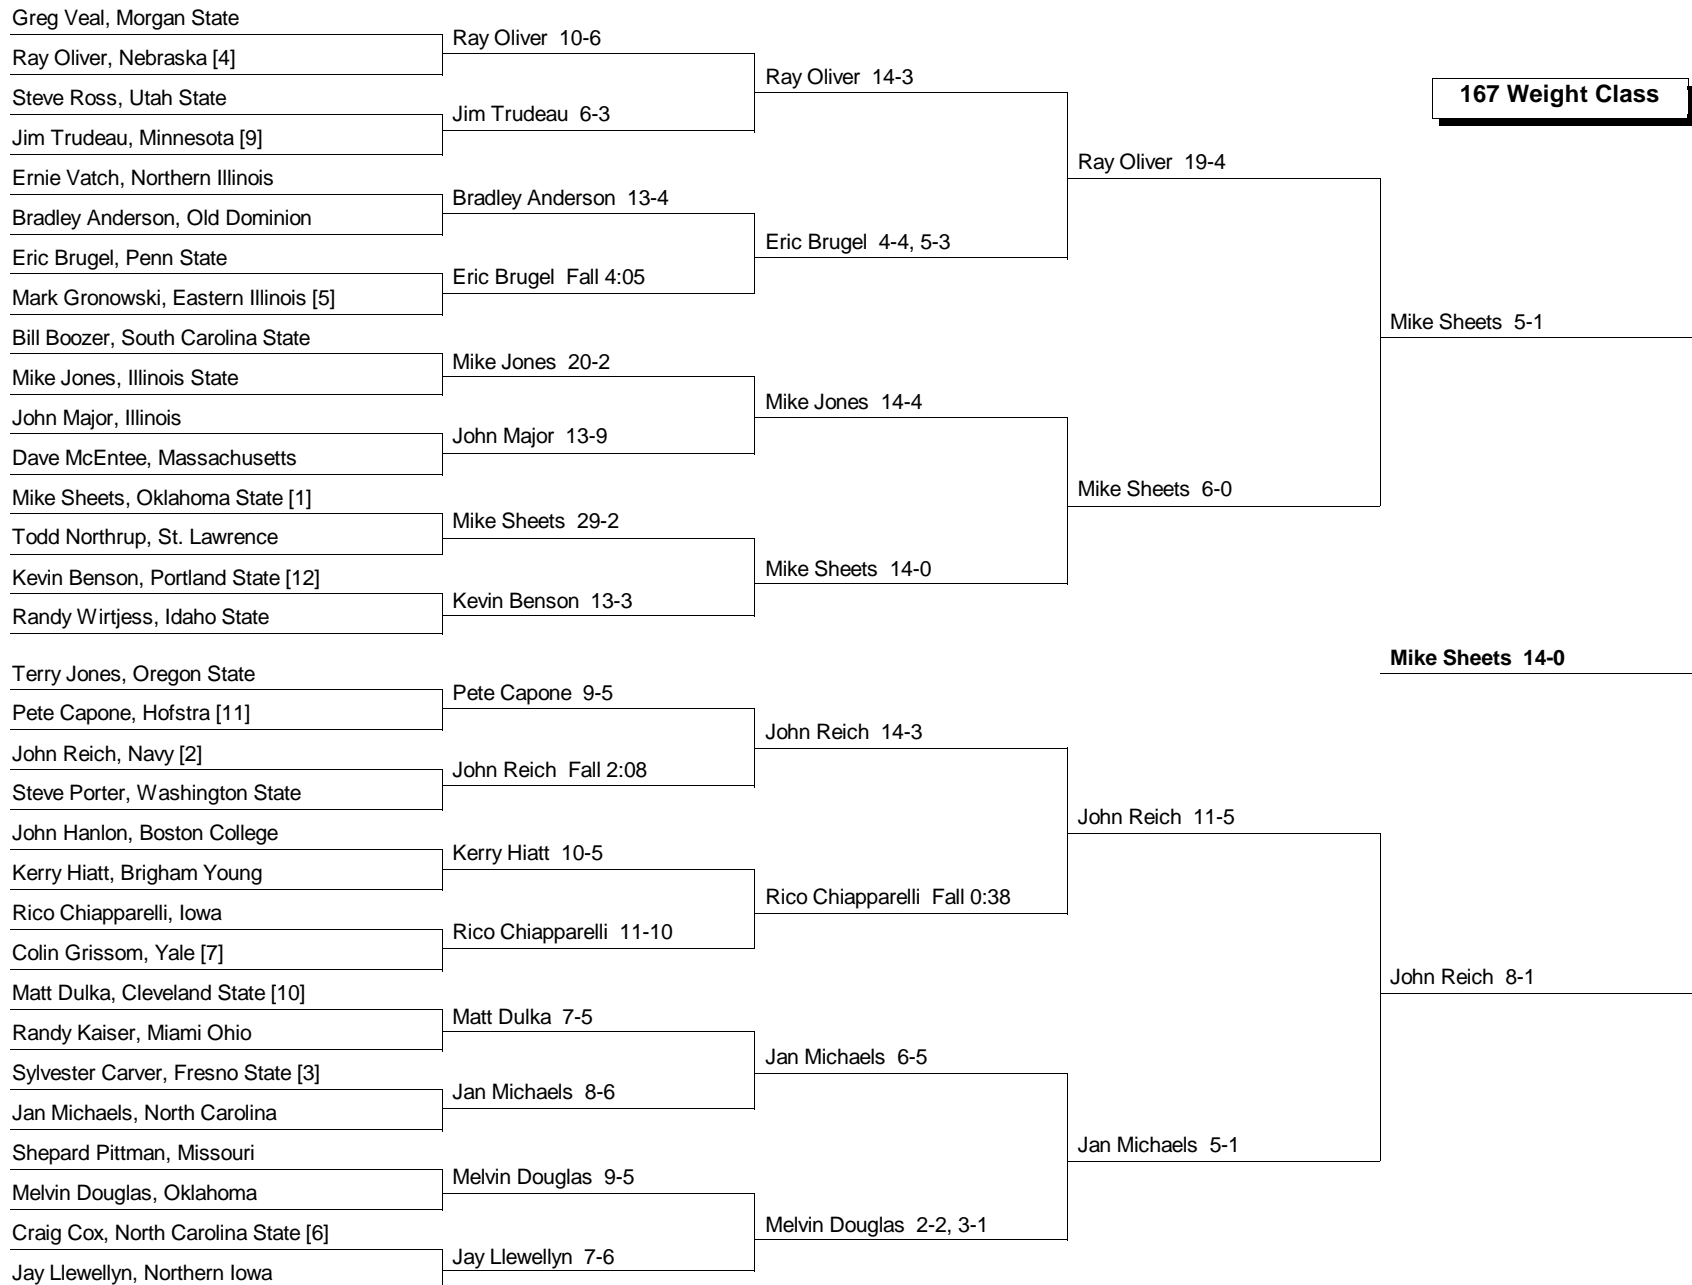 Greg Veal, Morgan State
Ray Oliver, Nebraska [4]
Steve Ross, Utah State
Jim Trudeau, Minnesota [9]
Ernie Vatch, Northern Illinois
Bradley Anderson, Old Dominion
Eric Brugel, Penn State
Mark Gronowski, Eastern Illinois [5]
Bill Boozer, South Carolina State
Mike Jones, Illinois State
John Major, Illinois
Dave McEntee, Massachusetts
Mike Sheets, Oklahoma State [1]
Todd Northrup, St. Lawrence
Kevin Benson, Portland State [12]
Randy Wirtjess, Idaho State
Terry Jones, Oregon State
Pete Capone, Hofstra [11]
John Reich, Navy [2]
Steve Porter, Washington State
John Hanlon, Boston College
Kerry Hiatt, Brigham Young
Rico Chiapparelli, Iowa
Colin Grissom, Yale [7]
Matt Dulka, Cleveland State [10]
Randy Kaiser, Miami Ohio
Sylvester Carver, Fresno State [3]
Jan Michaels, North Carolina
Shepard Pittman, Missouri
Melvin Douglas, Oklahoma
Craig Cox, North Carolina State [6]
Jay Llewellyn, Northern Iowa
Ray Oliver 10-6
Jim Trudeau 6-3
Bradley Anderson 13-4
Eric Brugel Fall 4:05
Mike Jones 20-2
John Major 13-9
Mike Sheets 29-2
Kevin Benson 13-3
Pete Capone 9-5
John Reich Fall 2:08
Kerry Hiatt 10-5
Rico Chiapparelli 11-10
Matt Dulka 7-5
Jan Michaels 8-6
Melvin Douglas 9-5
Jay Llewellyn 7-6
Ray Oliver 14-3
Eric Brugel 4-4, 5-3
Mike Jones 14-4
Mike Sheets 14-0
John Reich 14-3
Rico Chiapparelli Fall 0:38
Jan Michaels 6-5
Melvin Douglas 2-2, 3-1
Ray Oliver 19-4
Mike Sheets 6-0
John Reich 11-5
Jan Michaels 5-1
167 Weight Class
Mike Sheets 5-1
Mike Sheets 14-0
John Reich 8-1